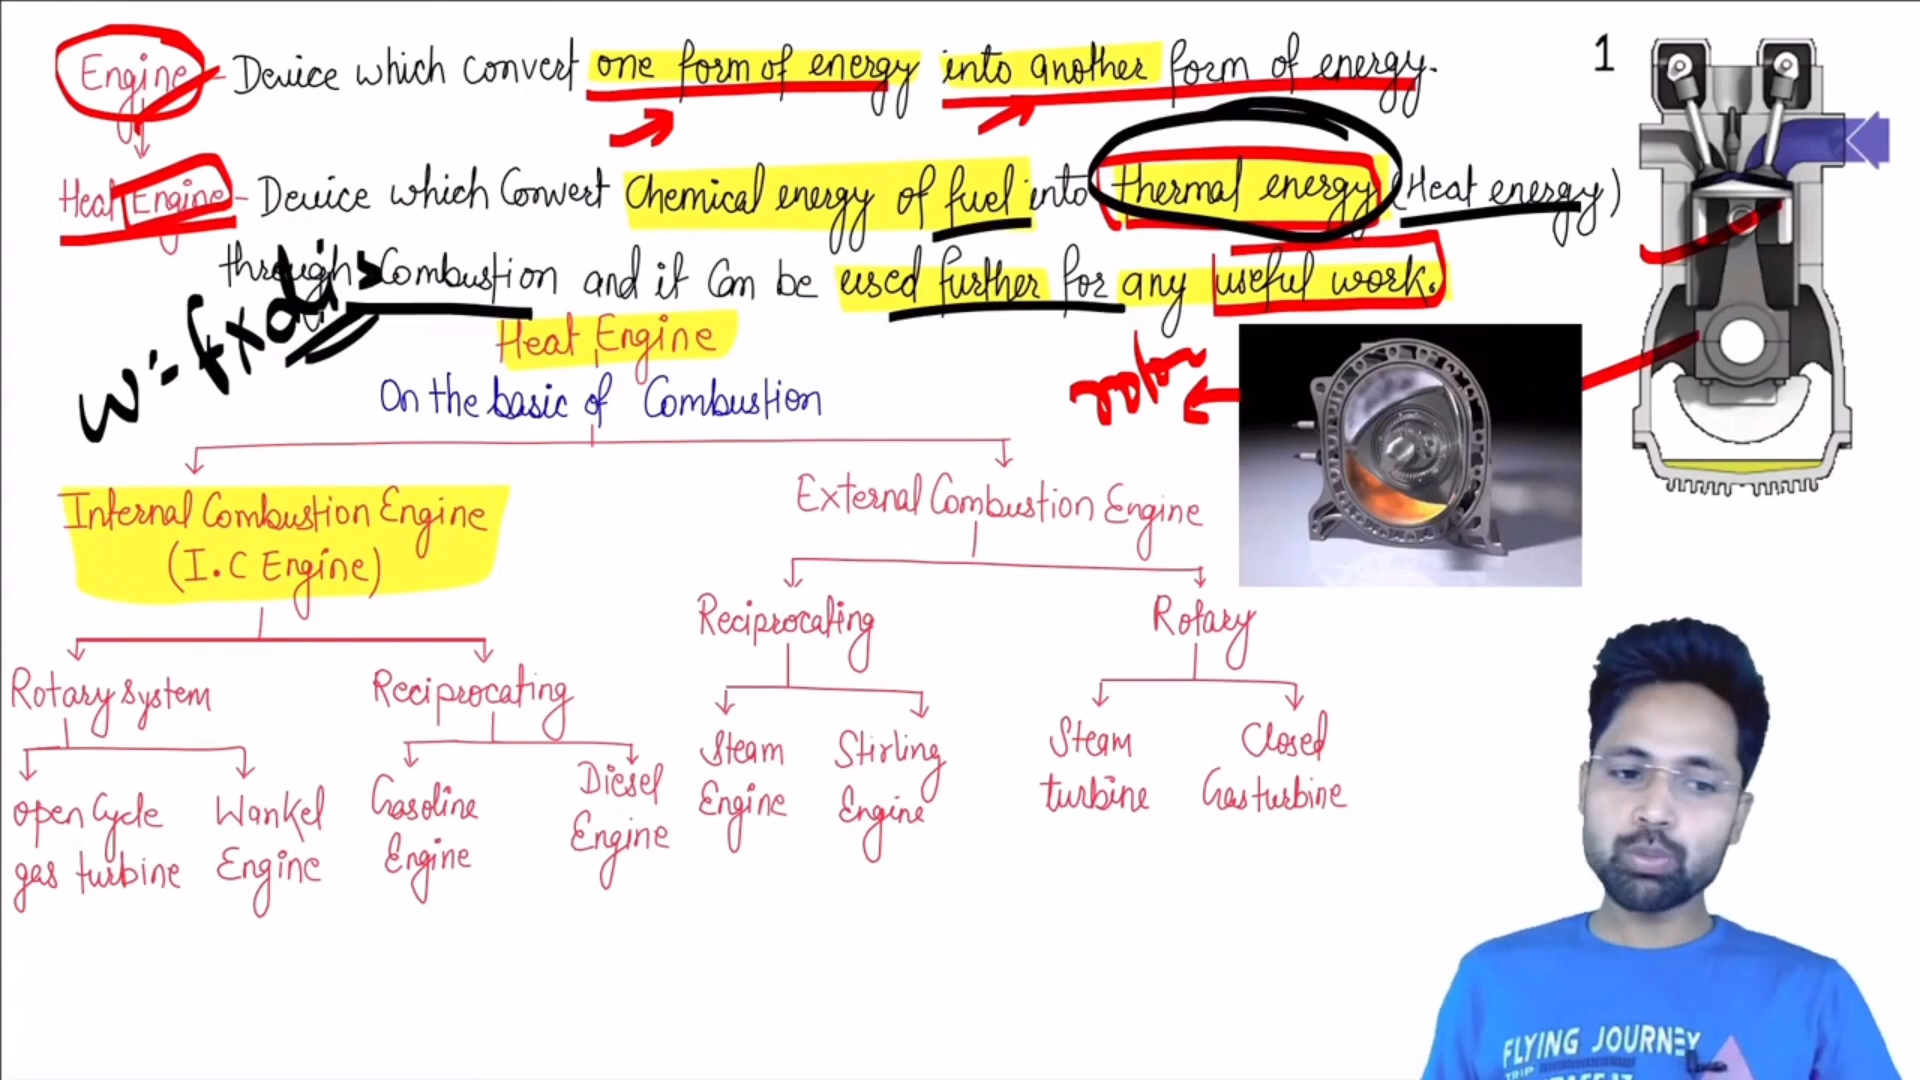 Engine - Device which convert one form of energy into another form of energy.
1
Heat Engine - Device which Convert Chemical energy of fuel into thermal energy (Heat energy)
through Combustion and it Can be used further for any useful work.
Heat Engine
rotor
On the basic of Combustion
Internal Combustion Engine
(I.C Engine)
External Combustion Engine
Rotary system
Reciprocating
Reciprocating
Rotary
open Cycle
gas turbine
Wankel
Engine
Gasoline
Engine
Diesel
Engine
Steam
Engine
Stirling
Engine
Steam
turbine
Closed
Gas turbine
FLYING JOURNEY
TRIP